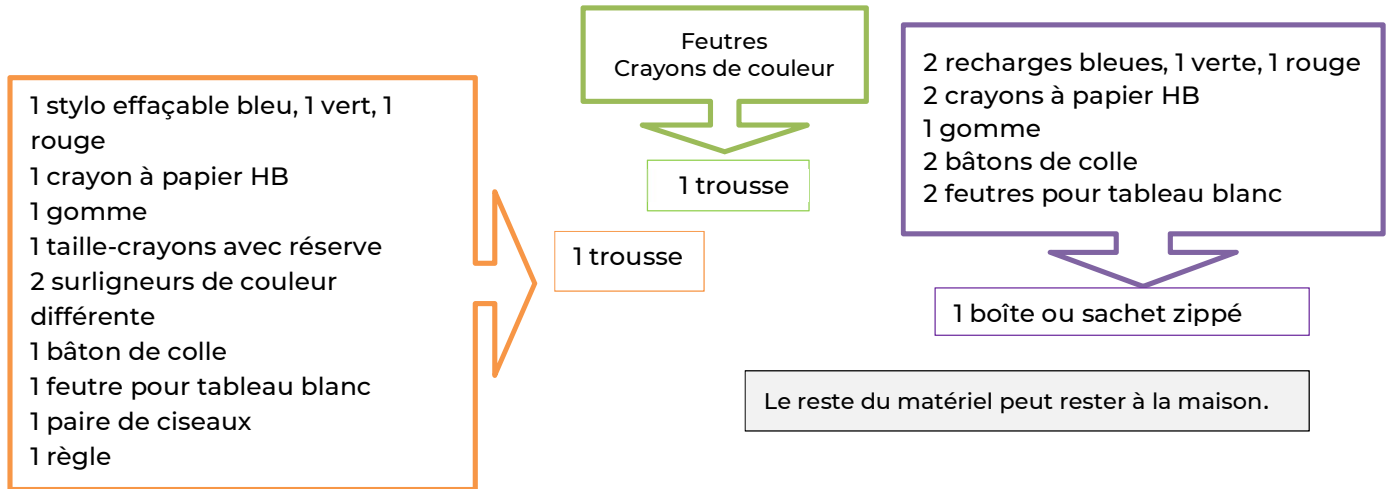 1 stylo effaçable bleu, 1 vert, 1
rouge
1 crayon à papier HB
1 gomme
1 taille-crayons avec réserve
2 surligneurs de couleur
différente
1 bâton de colle
1 feutre pour tableau blanc
1 paire de ciseaux
1 règle
1 trousse
Feutres
Crayons de couleur
1 trousse
2 recharges bleues, 1 verte, 1 rouge
2 crayons à papier HB
1 gomme
2 bâtons de colle
2 feutres pour tableau blanc
1 boîte ou sachet zippé
Le reste du matériel peut rester à la maison.